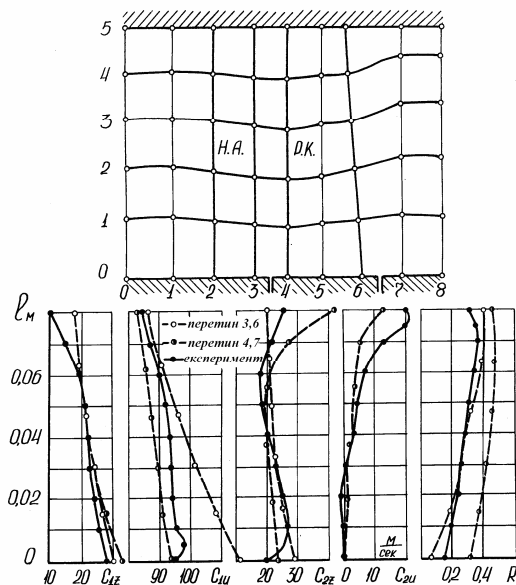 5
4
3
2
1
0
Н.А.
Р.К.
0 1 2 3 4 5 6 7 8
ℓм
перетин 3,6
перетин 4,7
експеримент
0,06
0,04
0,02
0
10 20 C1z
90 100 C1u
20 30 C2z
0 10 C2u
м
сек
0,2 0,4 ρ